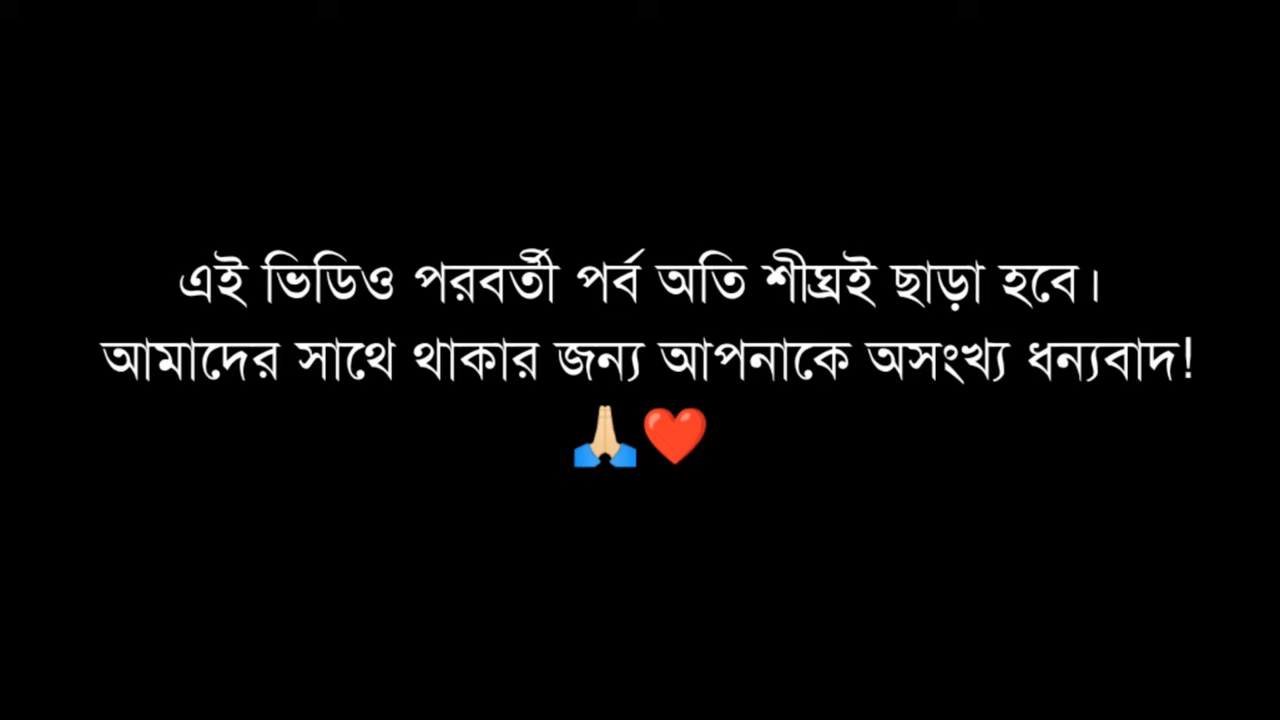 এই ভিডিও পরবর্তী পর্ব অতি শীঘ্রই ছাড়া হবে।
আমাদের সাথে থাকার জন্য আপনাকে অসংখ্য ধন্যবাদ!
🙏🏼❤️